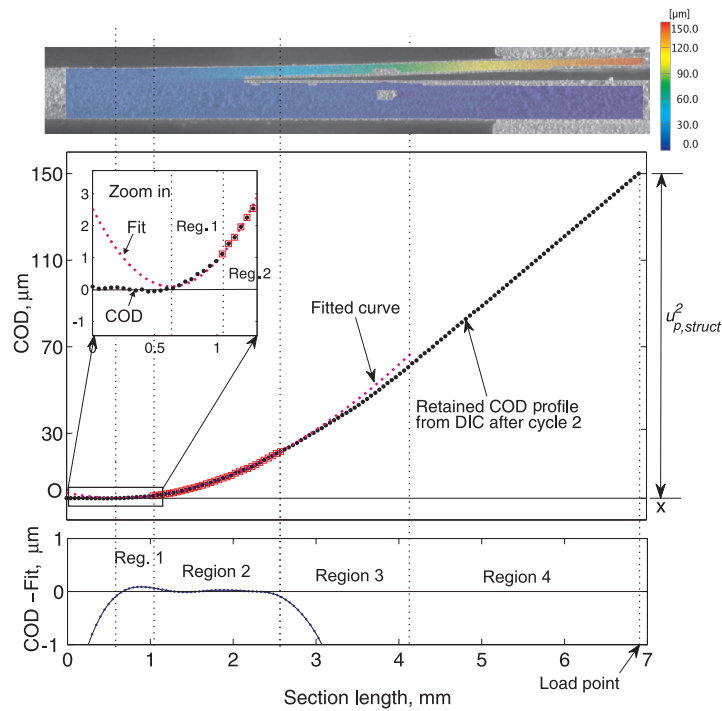 [µm]
150.0
120.0
90.0
60.0
30.0
0.0
150
110
70
30
O
COD, µm
3
2
1
0
-1
Zoom in
Fit
Reg.1
Reg.2
COD
0
0.5
1
Fitted curve
Retained COD profile
from DIC after cycle 2
u²p,struct
x
1
0
-1
COD –Fit, µm
Reg. 1
Region 2
Region 3
Region 4
0
1
2
3
4
5
6
7
Section length, mm
Load point